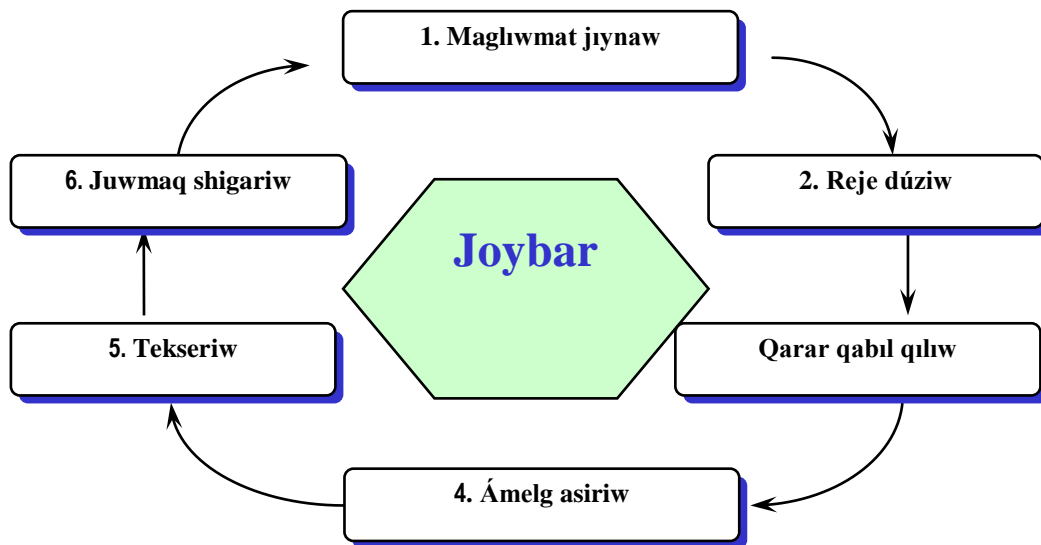 1. Maglıwmat jıynaw
6. Juwmaq shigariw
2. Reje dúziw
Joybar
5. Tekseriw
Qarar qabıl qılıw
4. Ámelg asiriw